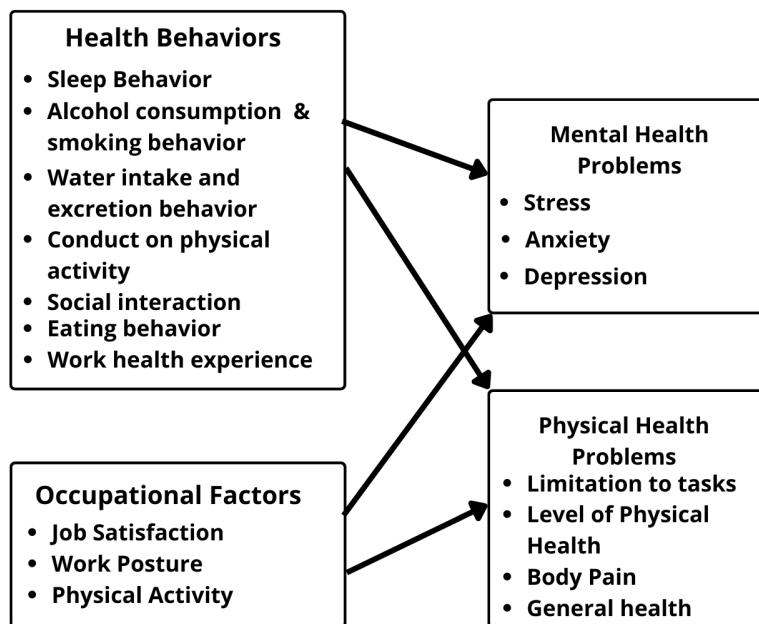 Health Behaviors
Sleep Behavior
Alcohol consumption & 
smoking behavior
Water intake and
excretion behavior
Conduct on physical
activity
Social interaction
Eating behavior
Work health experience
Mental Health
Problems
Stress
Anxiety
Depression
Occupational Factors
Job Satisfaction
Work Posture
Physical Activity
Physical Health
Problems
Limitation to tasks
Level of Physical
Health
Body Pain
General health